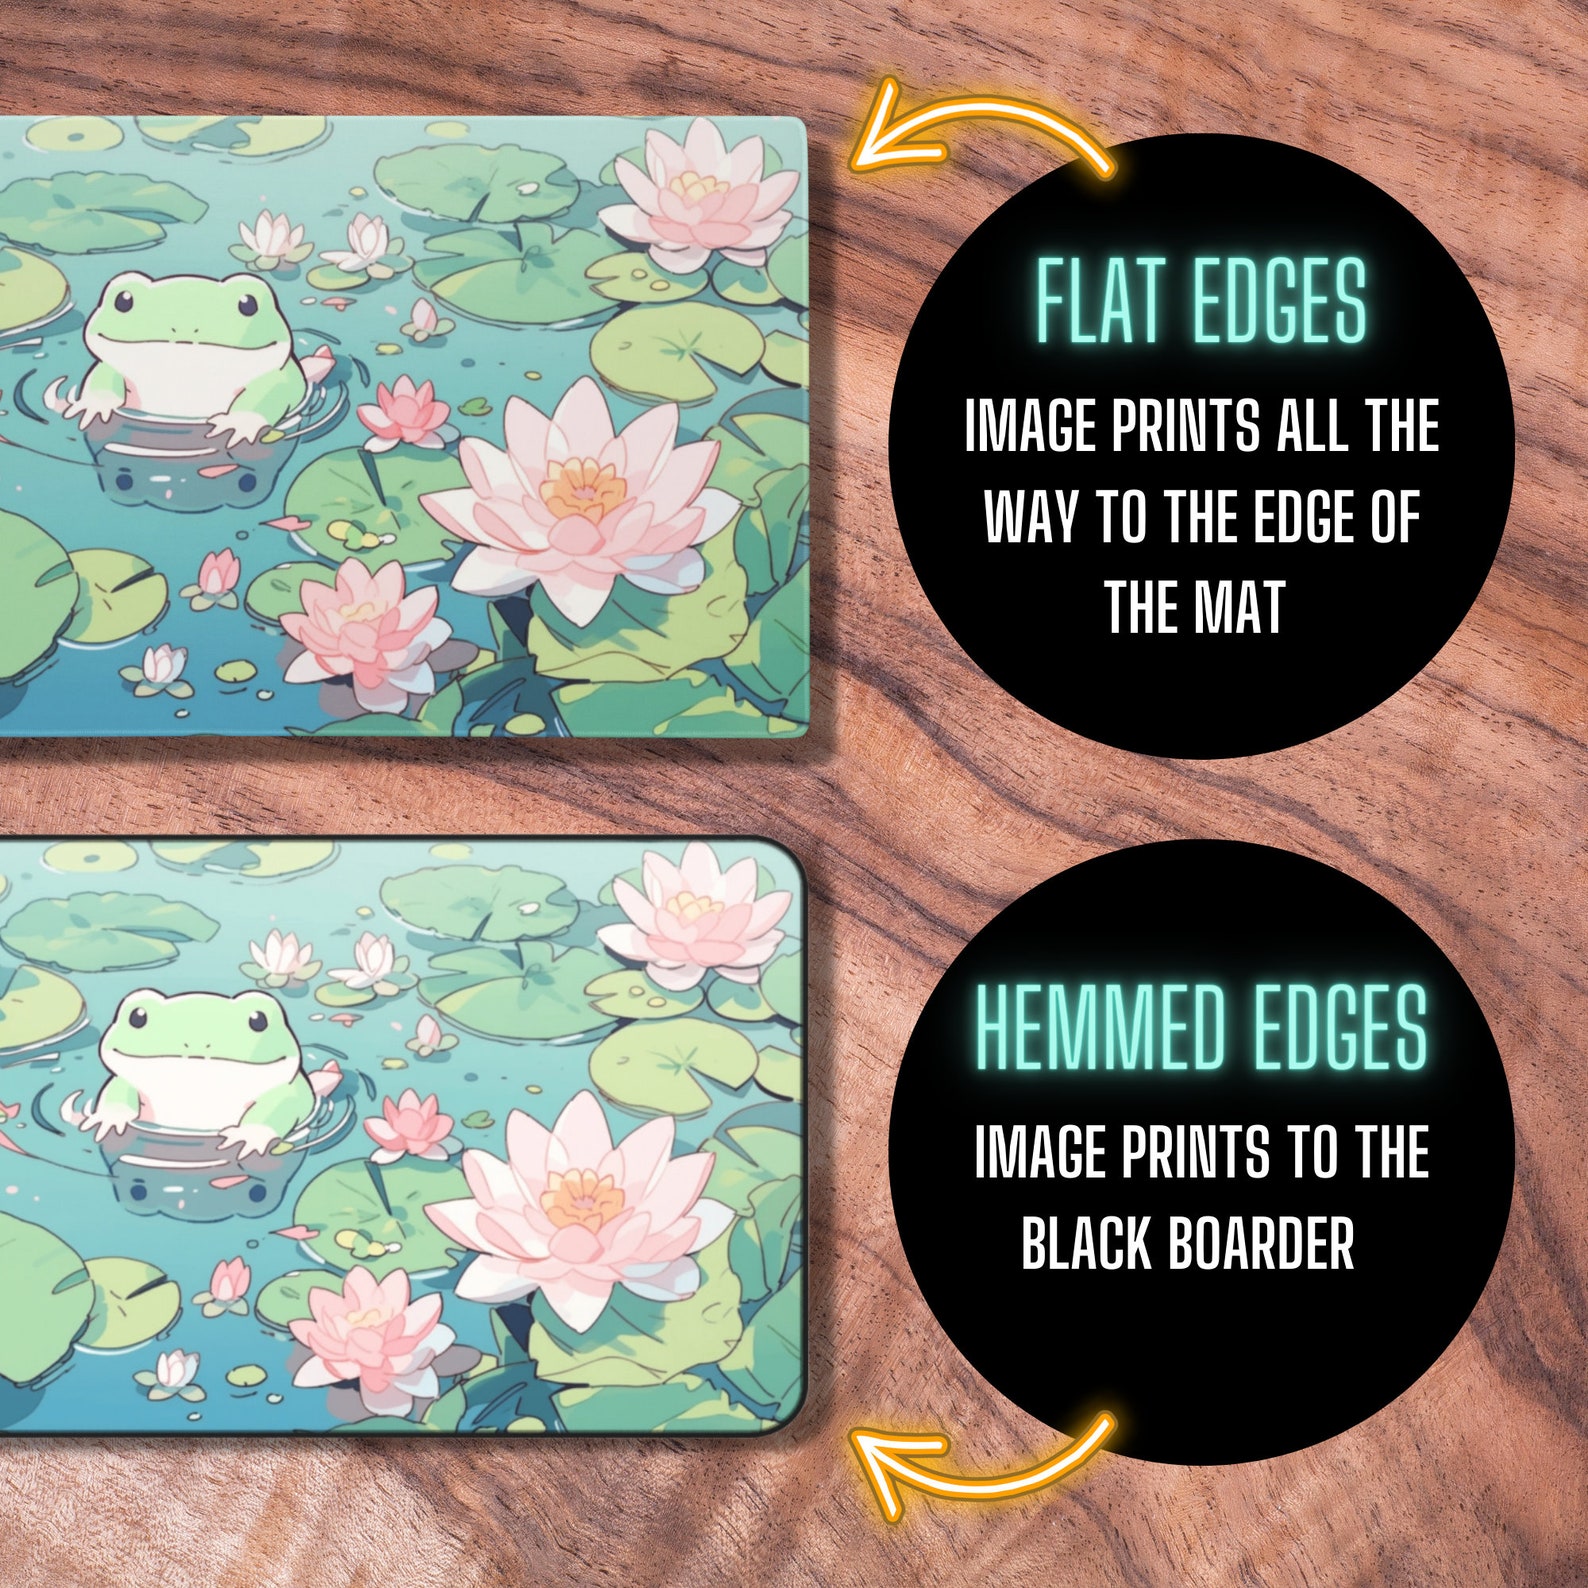 FLAT EDGES
IMAGE PRINTS ALL THE
WAY TO THE EDGE OF
THE MAT
HEMMED EDGES
IMAGE PRINTS TO THE
BLACK BOARDER